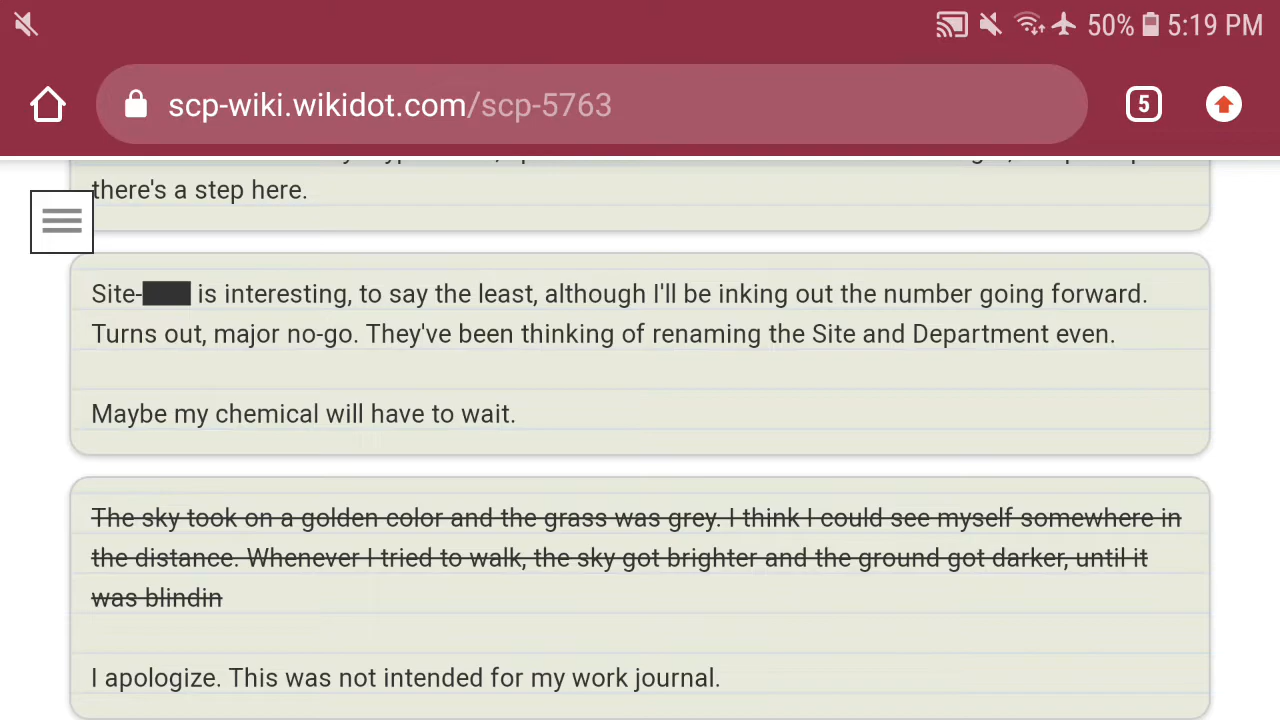 50% 5:19 PM
scp-wiki.wikidot.com/scp-5763
5
there's a step here.
Site-████ is interesting, to say the least, although I'll be inking out the number going forward.
Turns out, major no-go. They've been thinking of renaming the Site and Department even.
Maybe my chemical will have to wait.
The sky took on a golden color and the grass was grey. I think I could see myself somewhere in
the distance. Whenever I tried to walk, the sky got brighter and the ground got darker, until it
was blindin
I apologize. This was not intended for my work journal.